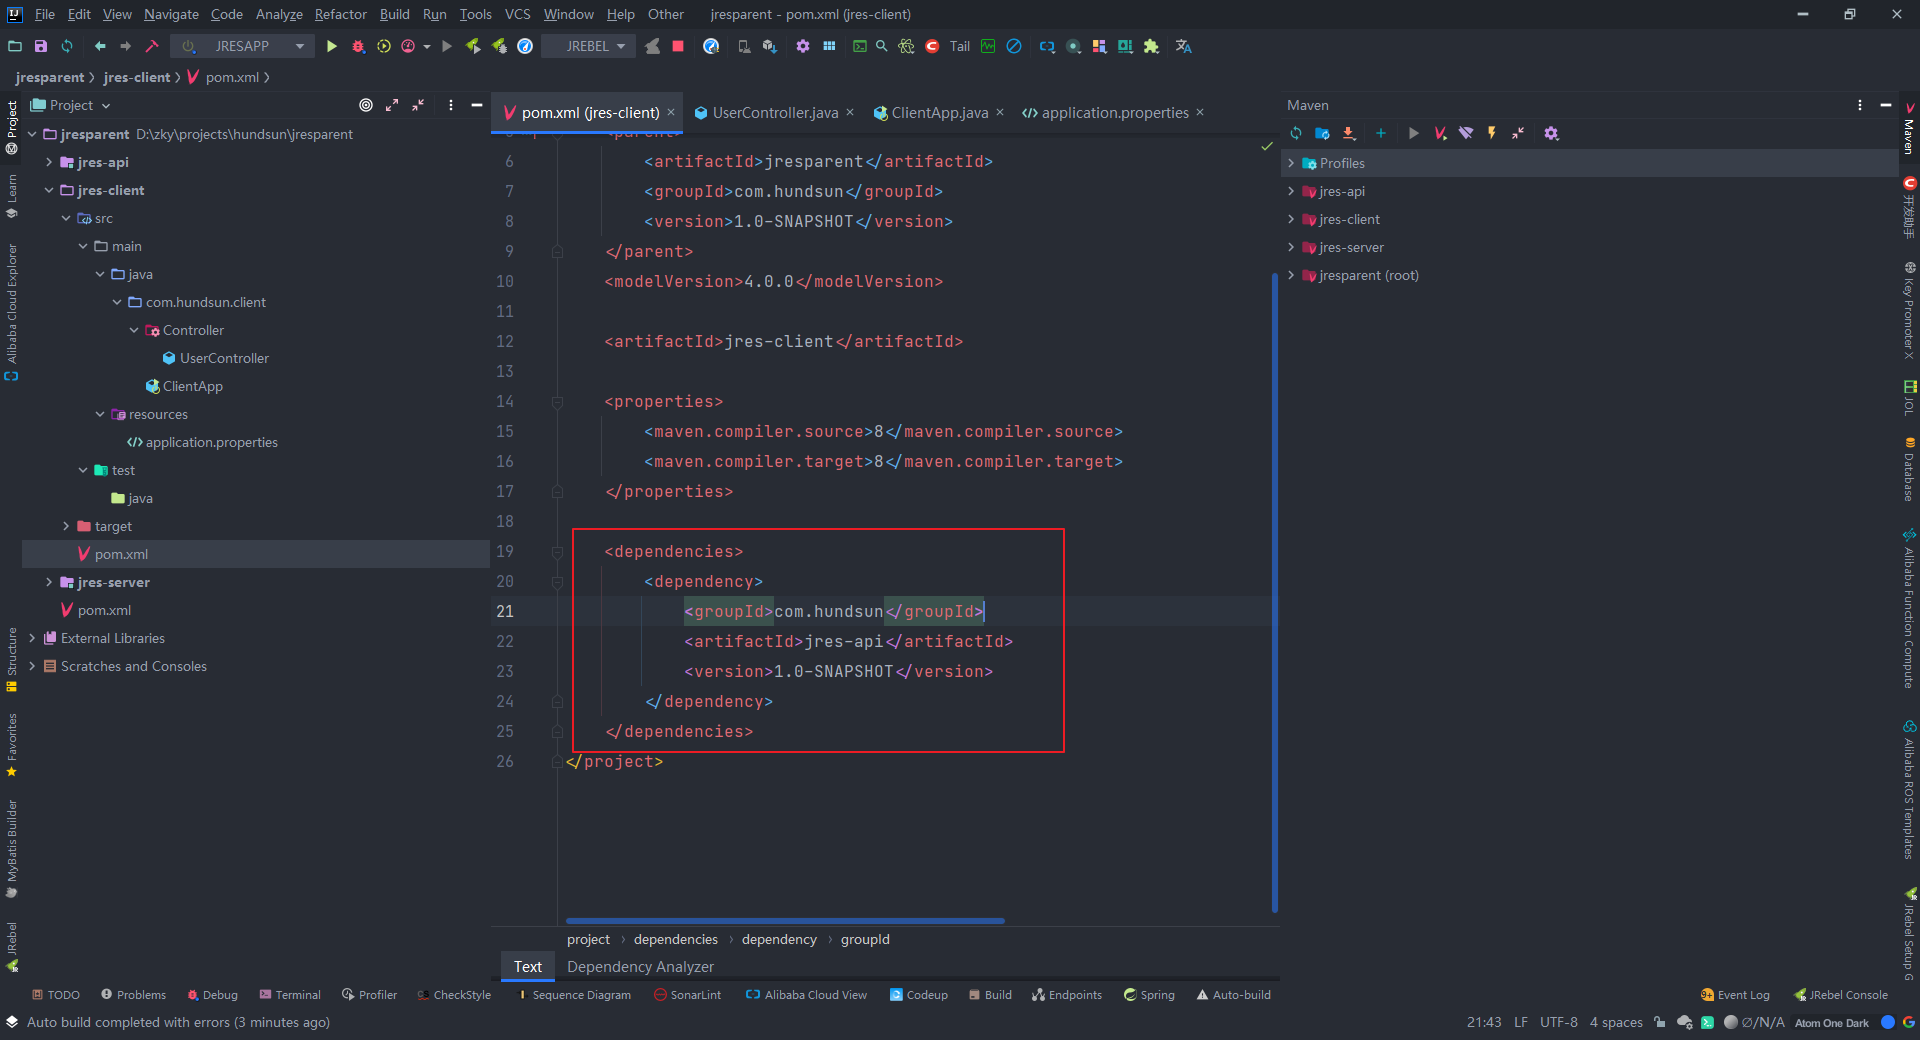 File Edit View Navigate Code Analyze Refactor Build Run Tools VCS Window Help Other jresparent - pom.xml (jres-client)
JRESAPP JREBEL Tail
jresparent jres-client pom.xml
Project
jresparent D:\zky\projects\hundsun\jresparent
jres-api
jres-client
src
main
java
com.hundsun.client
Controller
UserController
ClientApp
resources
application.properties
test
java
target
pom.xml
jres-server
pom.xml
External Libraries
Scratches and Consoles
pom.xml (jres-client) UserController.java ClientApp.java application.properties
<parent>
6 <artifactId>jresparent</artifactId>
7 <groupId>com.hundsun</groupId>
8 <version>1.0-SNAPSHOT</version>
9 </parent>
10 <modelVersion>4.0.0</modelVersion>
11
12 <artifactId>jres-client</artifactId>
13
14 <properties>
15 <maven.compiler.source>8</maven.compiler.source>
16 <maven.compiler.target>8</maven.compiler.target>
17 </properties>
18
19 <dependencies>
20 <dependency>
21 <groupId>com.hundsun</groupId>
22 <artifactId>jres-api</artifactId>
23 <version>1.0-SNAPSHOT</version>
24 </dependency>
25 </dependencies>
26 </project>
project dependencies dependency groupId
Text Dependency Analyzer
Maven
Profiles
jres-api
jres-client
jres-server
jresparent (root)
Project
Learn
Alibaba Cloud Explorer
Structure
Favorites
MyBatis Builder
JRebel
Maven
开发助手
Key Promoter X
JOL
Database
Alibaba Function Compute
Alibaba ROS Templates
JRebel Setup G
TODO Problems Debug Terminal Profiler CheckStyle Sequence Diagram SonarLint Alibaba Cloud View Codeup Build Endpoints Spring Auto-build 9+ Event Log JRebel Console
Auto build completed with errors (3 minutes ago) 21:43 LF UTF-8 4 spaces Ø/N/A Atom One Dark